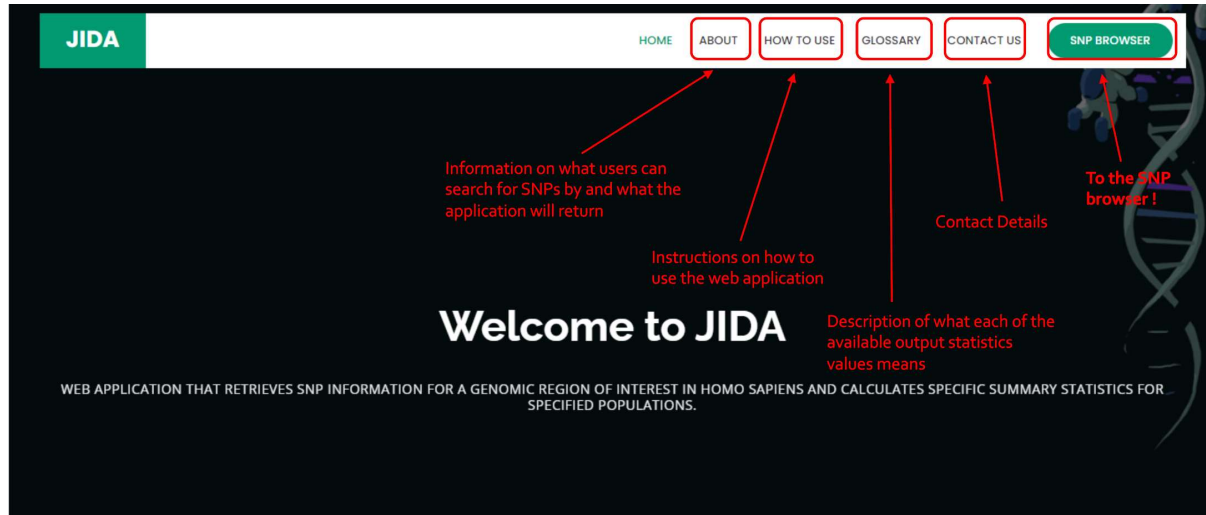 JIDA
HOME ABOUT HOW TO USE GLOSSARY CONTACT US SNP BROWSER
Information on what users can
search for SNPs by and what the
application will return
To the SNP
browser !
Contact Details
Instructions on how to
use the web application
Description of what each of the
available output statistics
values means
Welcome to JIDA
WEB APPLICATION THAT RETRIEVES SNP INFORMATION FOR A GENOMIC REGION OF INTEREST IN HOMO SAPIENS AND CALCULATES SPECIFIC SUMMARY STATISTICS FOR
SPECIFIED POPULATIONS.